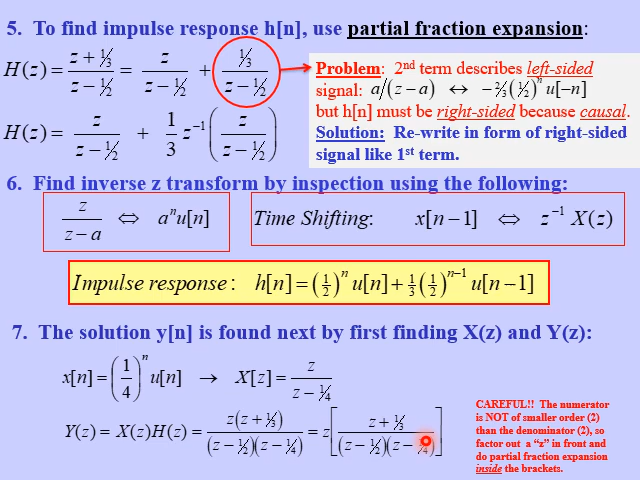 5. To find impulse response h[n], use partial fraction expansion:
H(z) = (z + 1/3)/(z − 1/2) = z/(z − 1/2) + (1/3)/(z − 1/2)
Problem: 2nd term describes left-sided
signal: a/(z − a) ↔ −⅔(½)^n u[−n]
but h[n] must be right-sided because causal.
Solution: Re-write in form of right-sided
signal like 1st term.
H(z) = z/(z − 1/2) + (1/3) z^−1 (z/(z − 1/2))
6. Find inverse z transform by inspection using the following:
z/(z − a) ⇔ a^n u[n]
Time Shifting: x[n − 1] ⇔ z^−1 X(z)
Impulse response: h[n] = (1/2)^n u[n] + 1/3 (1/2)^(n−1) u[n − 1]
7. The solution y[n] is found next by first finding X(z) and Y(z):
x[n] = (1/4)^n u[n] → X[z] = z/(z − 1/4)
Y(z) = X(z)H(z) = z(z + 1/3)/((z − 1/2)(z − 1/4)) = z[(z + 1/3)/((z − 1/2)(z − 1/4))]
CAREFUL!! The numerator
is NOT of smaller order (2)
than the denominator (2), so
factor out a “z” in front and
do partial fraction expansion
inside the brackets.